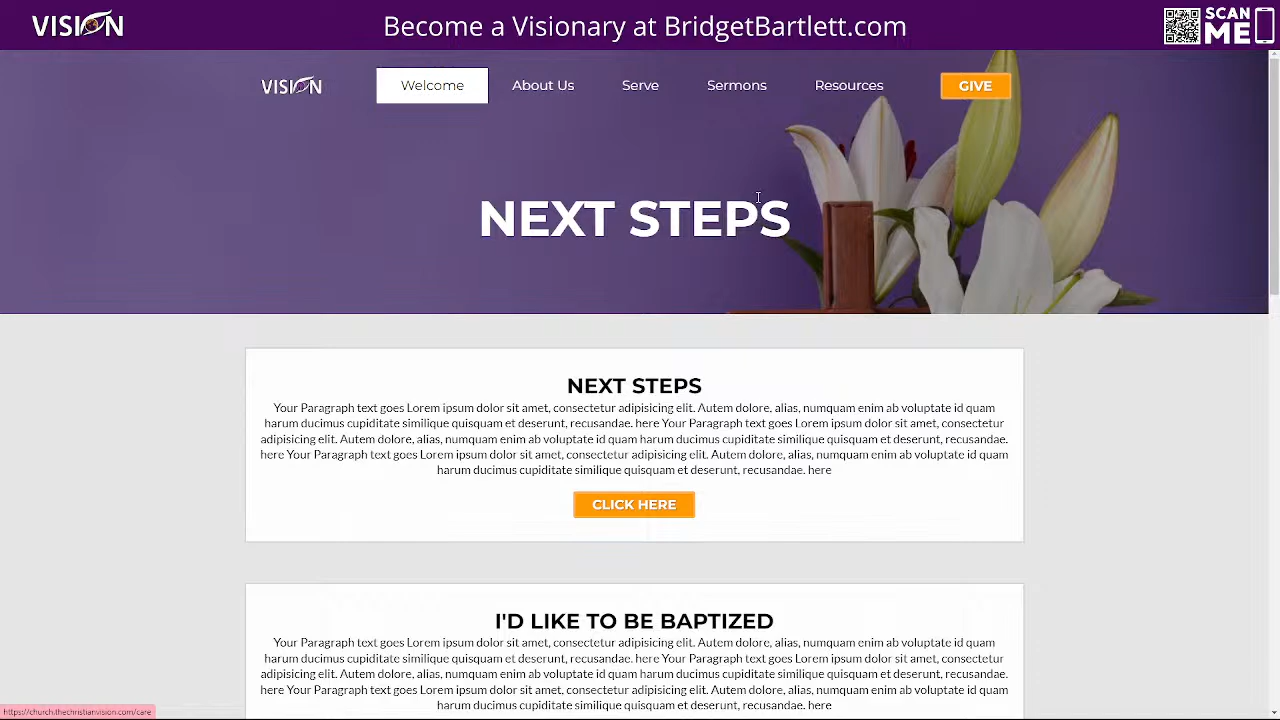 VISION
Become a Visionary at BridgetBartlett.com
SCAN
ME
VISION
Welcome
About Us
Serve
Sermons
Resources
GIVE
NEXT STEPS
NEXT STEPS
Your Paragraph text goes Lorem ipsum dolor sit amet, consectetur adipisicing elit. Autem dolore, alias, numquam enim ab voluptate id quam
harum ducimus cupiditate similique quisquam et deserunt, recusandae. here Your Paragraph text goes Lorem ipsum dolor sit amet, consectetur
adipisicing elit. Autem dolore, alias, numquam enim ab voluptate id quam harum ducimus cupiditate similique quisquam et deserunt, recusandae.
here Your Paragraph text goes Lorem ipsum dolor sit amet, consectetur adipisicing elit. Autem dolore, alias, numquam enim ab voluptate id quam
harum ducimus cupiditate similique quisquam et deserunt, recusandae. here
CLICK HERE
I'D LIKE TO BE BAPTIZED
Your Paragraph text goes Lorem ipsum dolor sit amet, consectetur adipisicing elit. Autem dolore, alias, numquam enim ab voluptate id quam
harum ducimus cupiditate similique quisquam et deserunt, recusandae. here Your Paragraph text goes Lorem ipsum dolor sit amet, consectetur
adipisicing elit. Autem dolore, alias, numquam enim ab voluptate id quam harum ducimus cupiditate similique quisquam et deserunt, recusandae.
here Your Paragraph text goes Lorem ipsum dolor sit amet, consectetur adipisicing elit. Autem dolore, alias, numquam enim ab voluptate id quam
harum ducimus cupiditate similique quisquam et deserunt, recusandae. here
https://church.thechristianvision.com/care